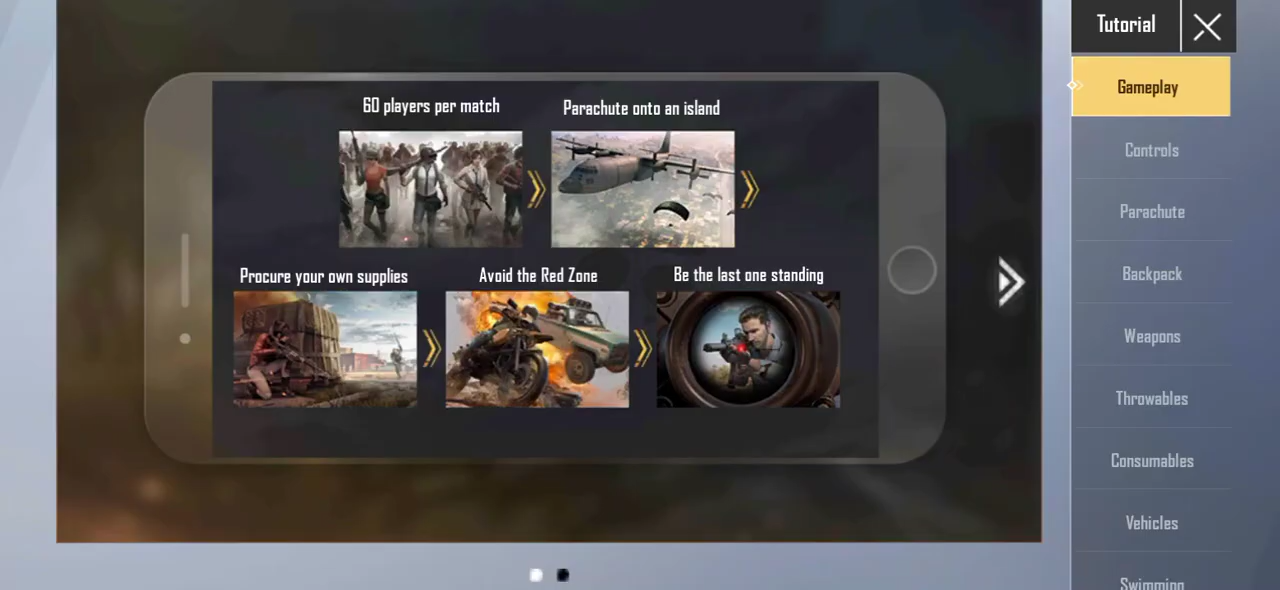 Tutorial
Gameplay
Controls
Parachute
Backpack
Weapons
Throwables
Consumables
Vehicles
Swimming
60 players per match
Parachute onto an island
Procure your own supplies
Avoid the Red Zone
Be the last one standing